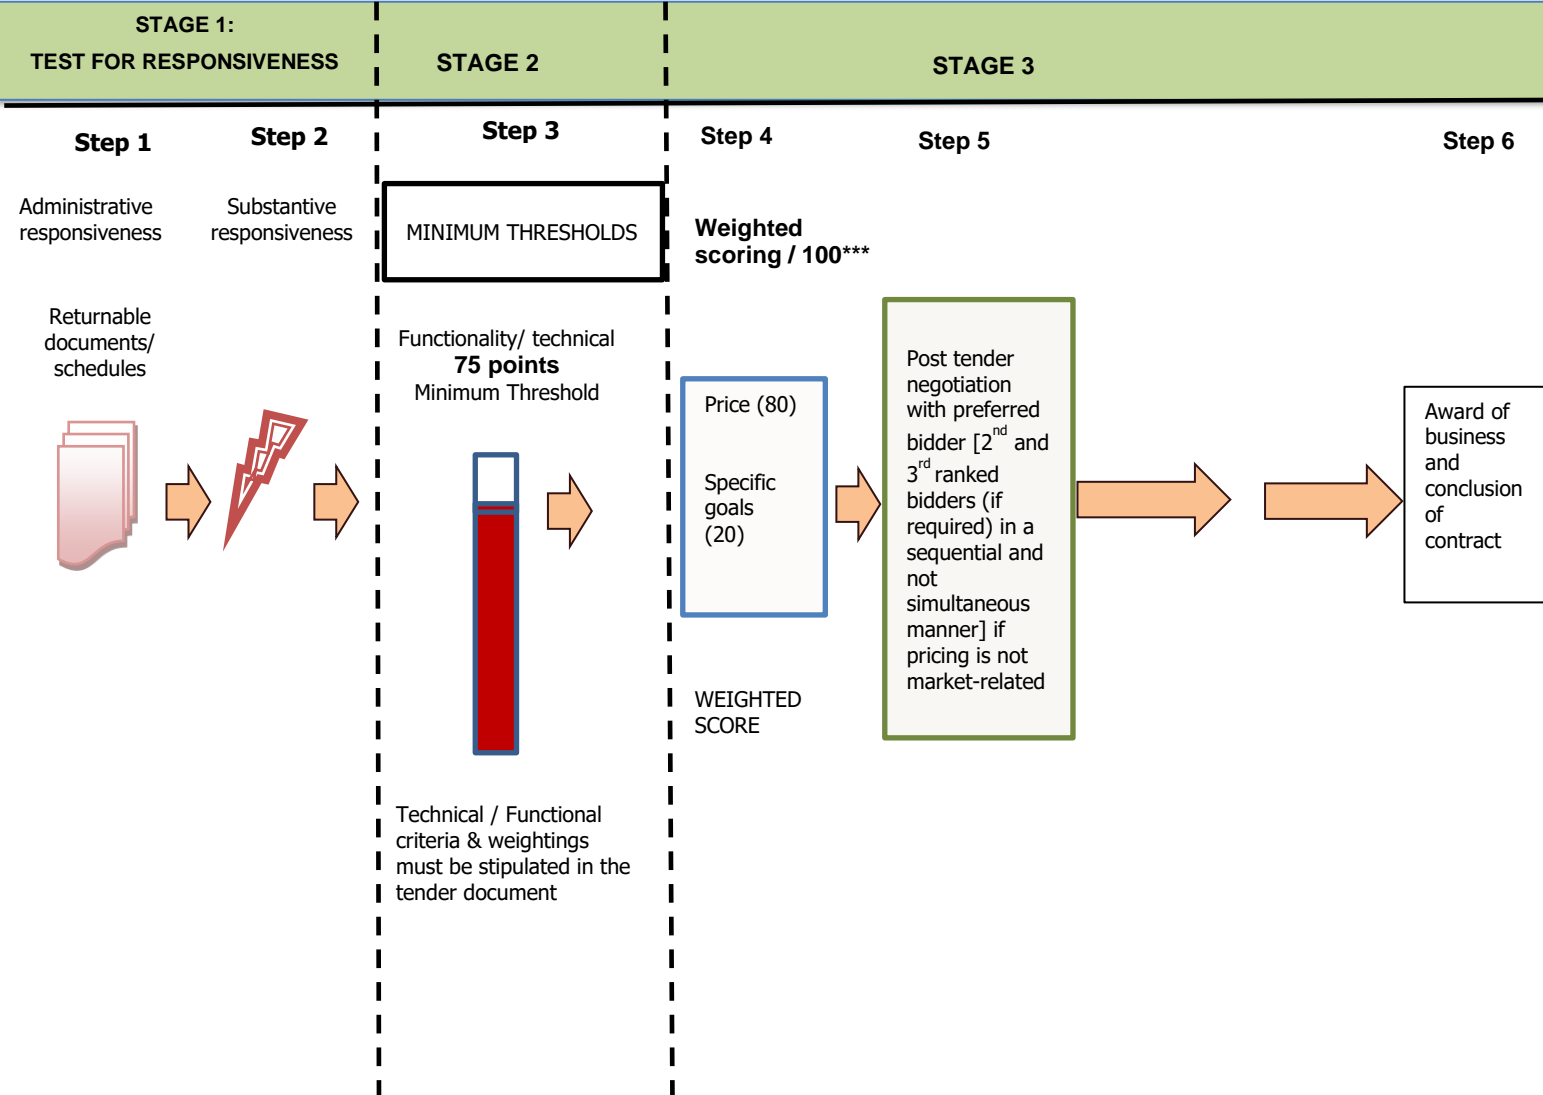 STAGE 1:
TEST FOR RESPONSIVENESS
STAGE 2
STAGE 3
Step 1
Step 2
Step 3
Step 4
Step 5
Step 6
Administrative
responsiveness
Substantive
responsiveness
MINIMUM THRESHOLDS
Weighted
scoring / 100***
Returnable
documents/
schedules
Functionality/ technical
75 points
Minimum Threshold
Price (80)
Specific
goals
(20)
Post tender
negotiation
with preferred
bidder [2nd and
3rd ranked
bidders (if
required) in a
sequential and
not
simultaneous
manner] if
pricing is not
market-related
Award of
business
and
conclusion
of
contract
WEIGHTED
SCORE
Technical / Functional
criteria & weightings
must be stipulated in the
tender document